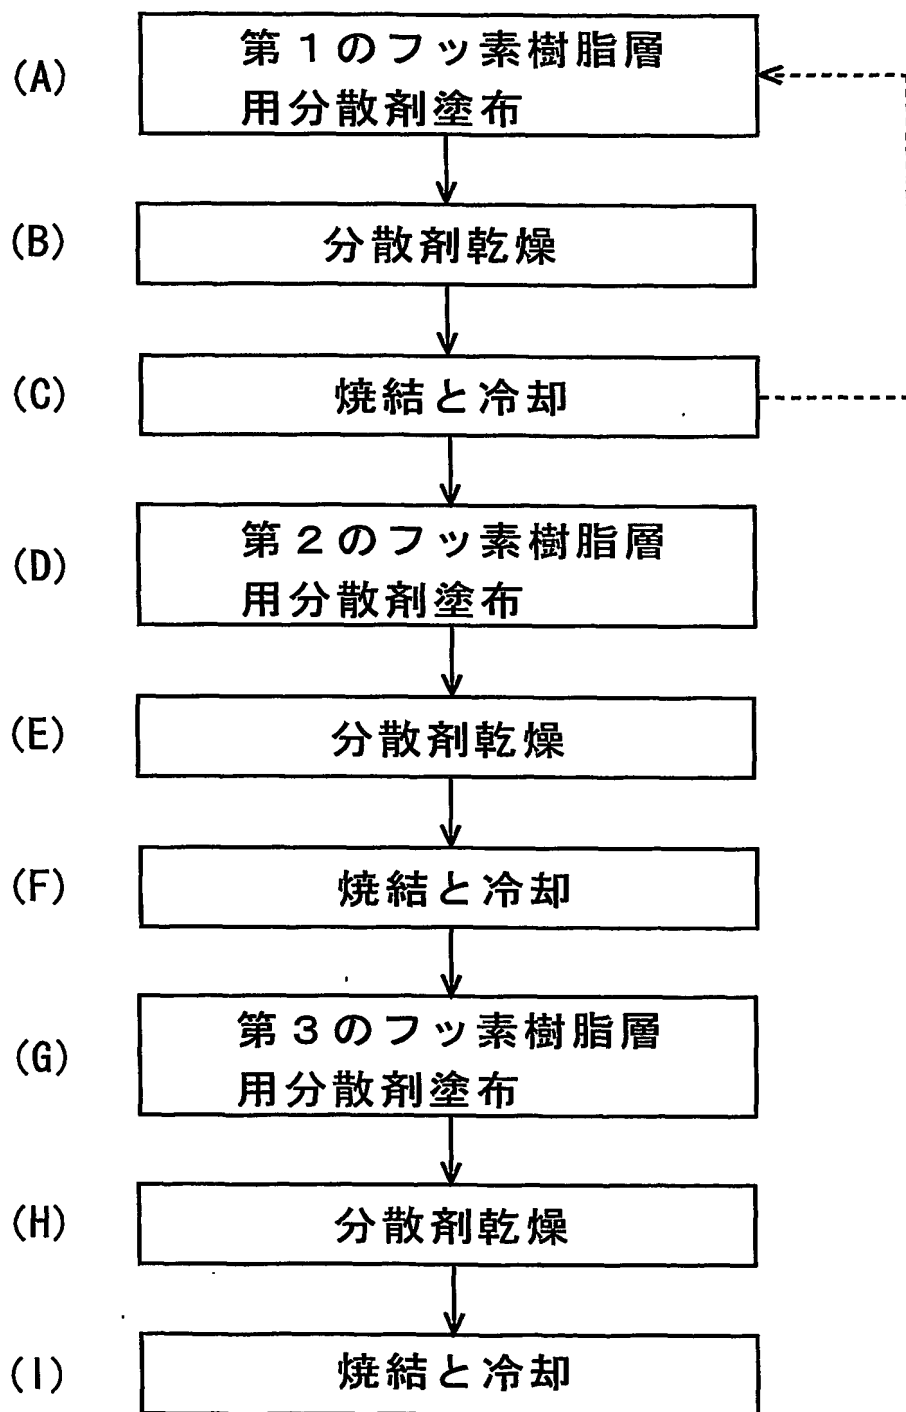 (A)
第１のフッ素樹脂層
用分散剤塗布
(B)
分散剤乾燥
(C)
焼結と冷却
(D)
第２のフッ素樹脂層
用分散剤塗布
(E)
分散剤乾燥
(F)
焼結と冷却
(G)
第３のフッ素樹脂層
用分散剤塗布
(H)
分散剤乾燥
(I)
焼結と冷却